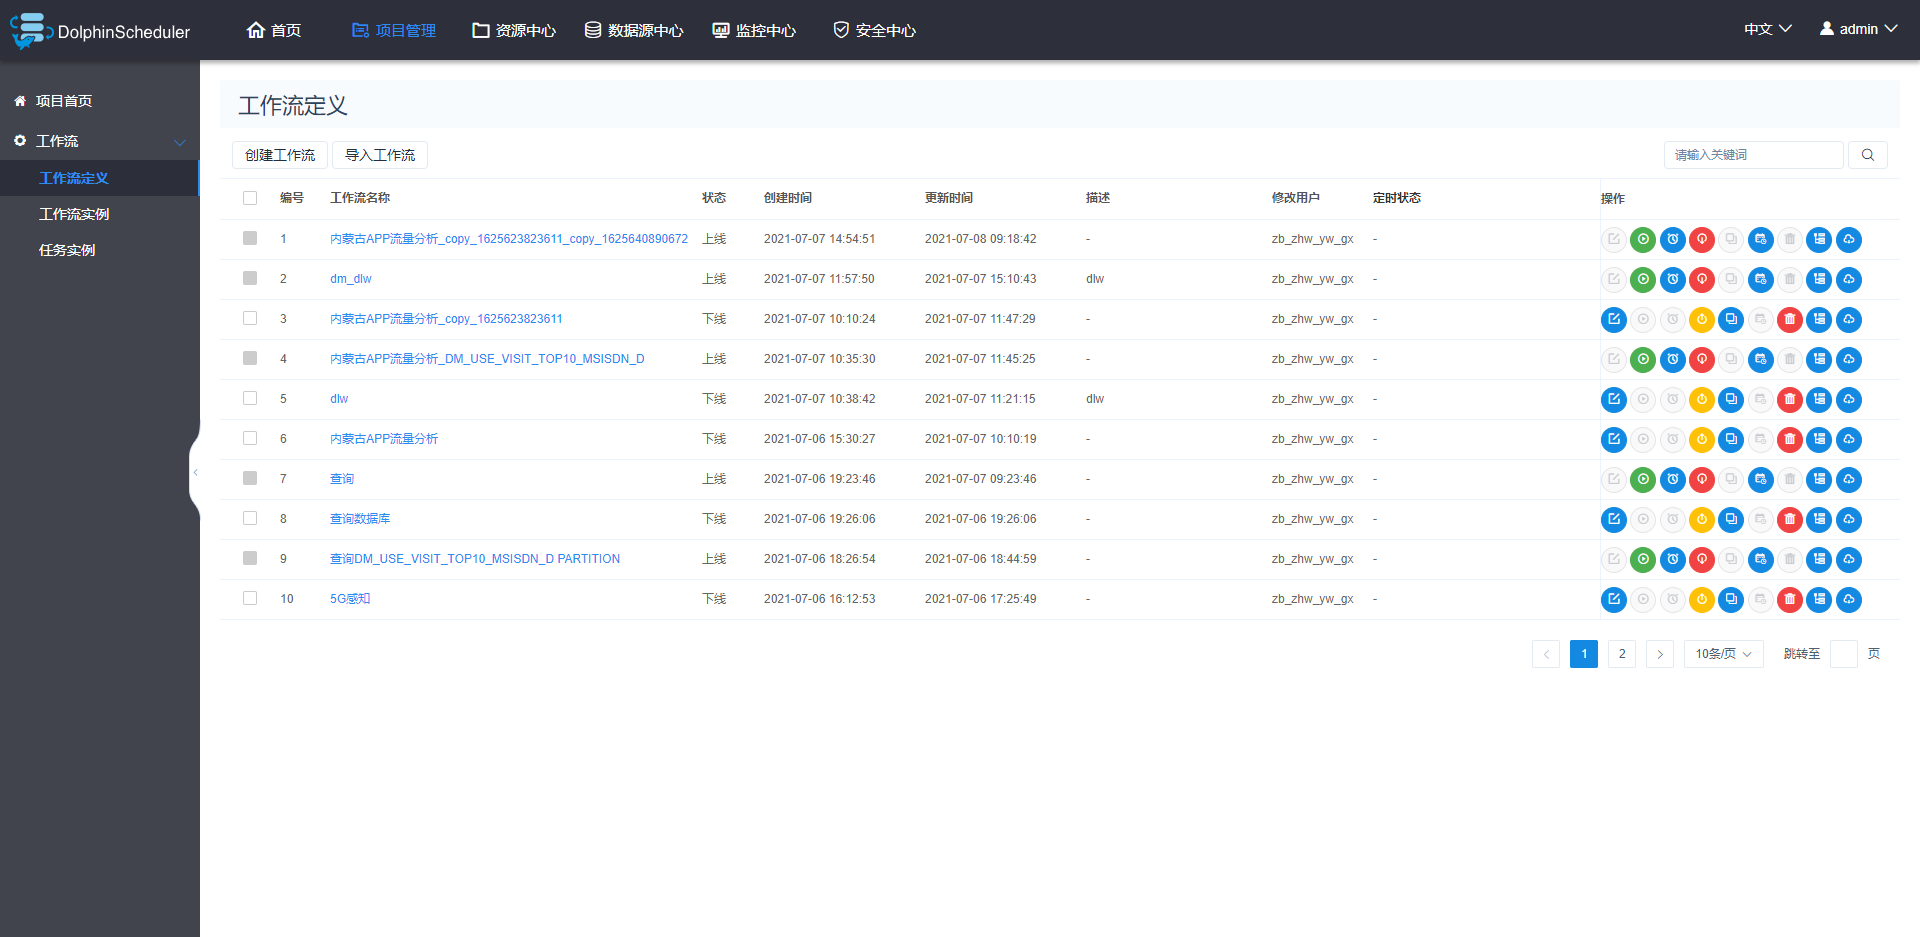 DolphinScheduler 首页 项目管理 资源中心 数据源中心 监控中心 安全中心 中文 admin
项目首页
工作流
工作流定义
工作流实例
任务实例
工作流定义
创建工作流 导入工作流 请输入关键词
编号 工作流名称 状态 创建时间 更新时间 描述 修改用户 定时状态 操作
1 内蒙古APP流量分析_copy_1625623823611_copy_1625640890672 上线 2021-07-07 14:54:51 2021-07-08 09:18:42 - zb_zhw_yw_gx -
2 dm_dlw 上线 2021-07-07 11:57:50 2021-07-07 15:10:43 dlw zb_zhw_yw_gx -
3 内蒙古APP流量分析_copy_1625623823611 下线 2021-07-07 10:10:24 2021-07-07 11:47:29 - zb_zhw_yw_gx -
4 内蒙古APP流量分析_DM_USE_VISIT_TOP10_MSISDN_D 上线 2021-07-07 10:35:30 2021-07-07 11:45:25 - zb_zhw_yw_gx -
5 dlw 下线 2021-07-07 10:38:42 2021-07-07 11:21:15 dlw zb_zhw_yw_gx -
6 内蒙古APP流量分析 下线 2021-07-06 15:30:27 2021-07-07 10:10:19 - zb_zhw_yw_gx -
7 查询 上线 2021-07-06 19:23:46 2021-07-07 09:23:46 - zb_zhw_yw_gx -
8 查询数据库 下线 2021-07-06 19:26:06 2021-07-06 19:26:06 - zb_zhw_yw_gx -
9 查询DM_USE_VISIT_TOP10_MSISDN_D PARTITION 上线 2021-07-06 18:26:54 2021-07-06 18:44:59 - zb_zhw_yw_gx -
10 5G感知 下线 2021-07-06 16:12:53 2021-07-06 17:25:49 - zb_zhw_yw_gx -
1 2 10条/页 跳转至 页